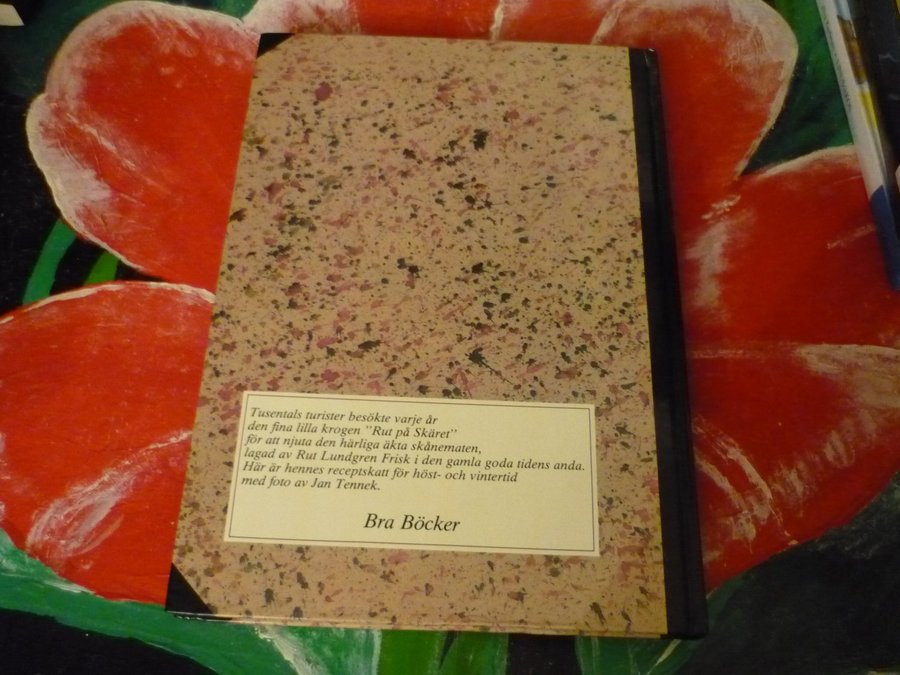 Tusentals turister besökte varje år
den fina lilla krogen ”Rut på Skäret”
för att njuta den härliga äkta skånematen,
lagad av Rut Lundgren Frisk i den gamla goda tidens anda.
Här är hennes receptskatt för höst- och vintertid
med foto av Jan Tennek.
Bra Böcker